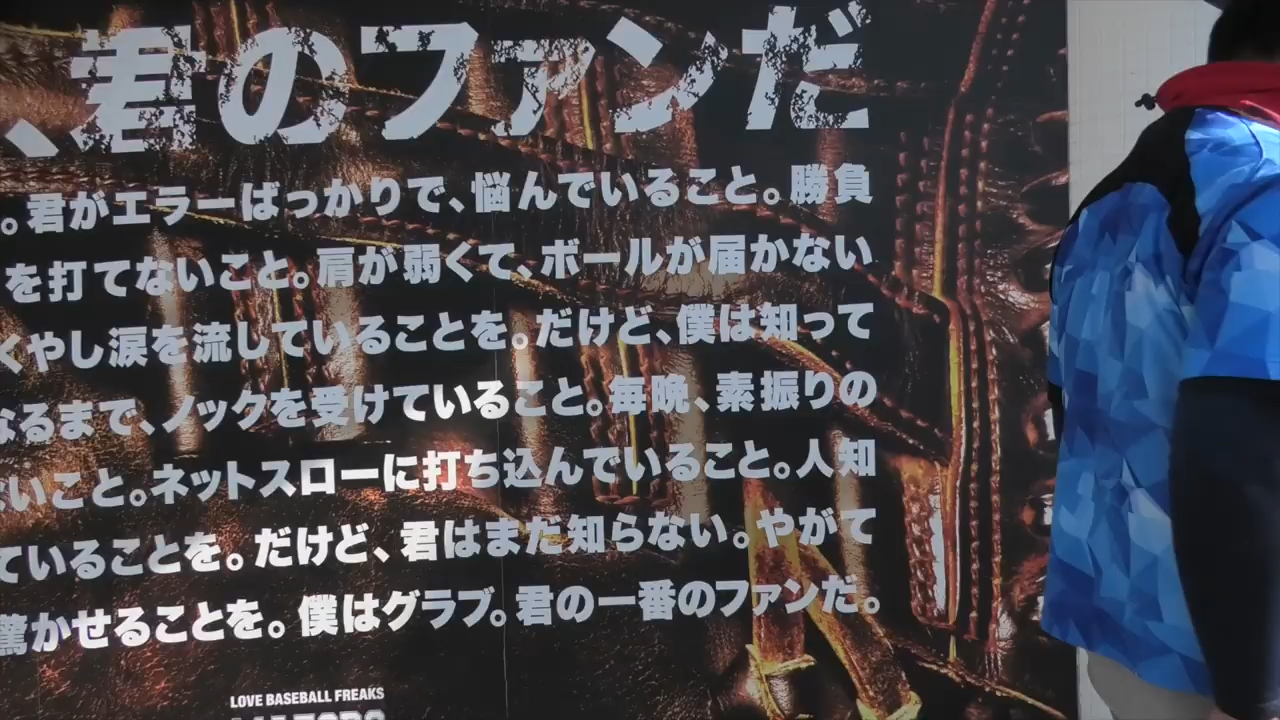 、君のファンだ
。君がエラーばっかりで、悩んでいること。勝負
を打てないこと。肩が弱くて、ボールが届かない
くやし涙を流していることを。だけど、僕は知って
なるまで、ノックを受けていること。毎晩、素振りの
ないこと。ネットスローに打ち込んでいること。人知
ていることを。だけど、君はまだ知らない。やがて
驚かせることを。僕はグラブ。君の一番のファンだ。
LOVE BASEBALL FREAKS